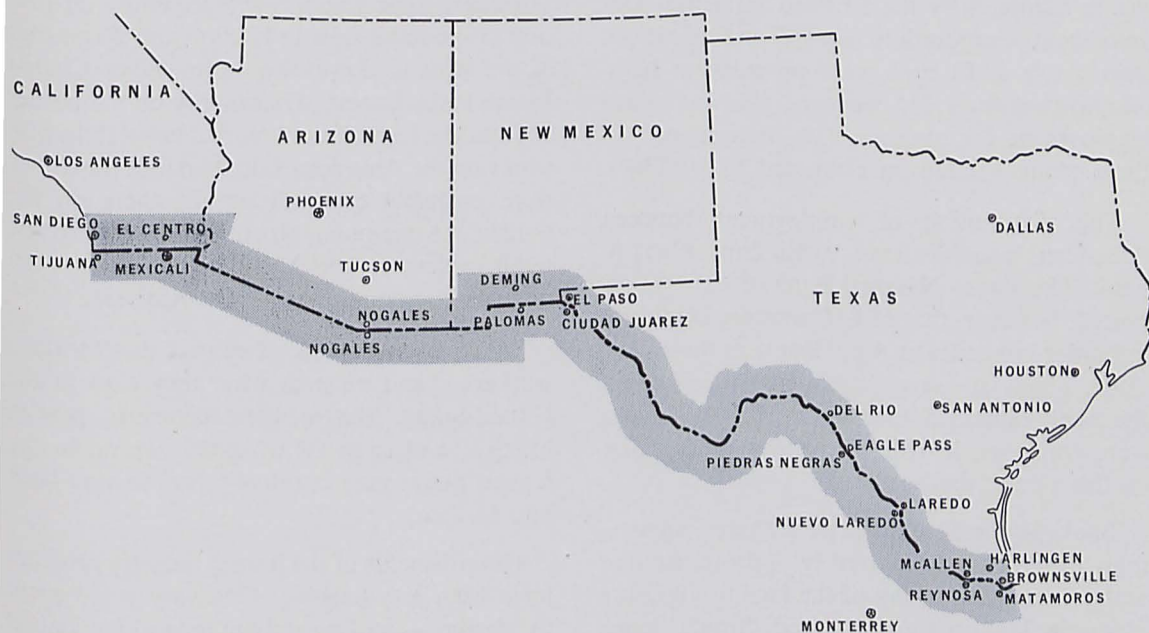 CALIFORNIA
ARIZONA
NEW MEXICO
LOS ANGELES
PHOENIX
SAN DIEGO
EL CENTRO
DALLAS
TIJUANA
MEXICALI
TUCSON
DEMING
EL PASO
TEXAS
NOGALES
PALOMAS
CIUDAD JUAREZ
NOGALES
HOUSTON
DEL RIO
SAN ANTONIO
EAGLE PASS
PIEDRAS NEGRAS
LAREDO
NUEVO LAREDO
McALLEN
HARLINGEN
BROWNSVILLE
REYNOSA
MATAMOROS
MONTERREY